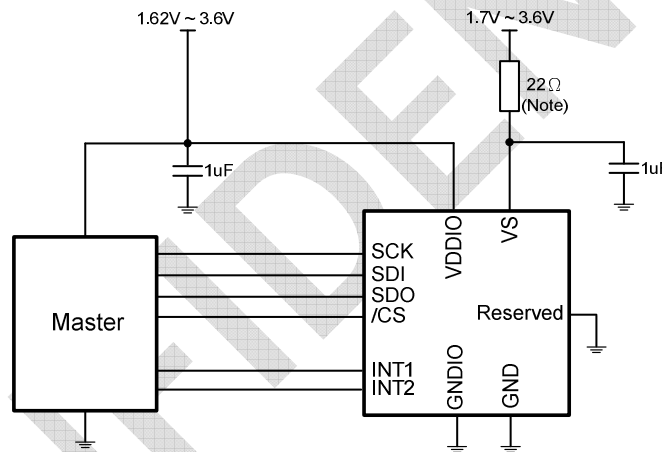 1.62V ~ 3.6V
1.7V ~ 3.6V
22Ω
(Note)
1uF
1uF
VDDIO
VS
SCK
SDI
SDO
/CS
Master
Reserved
INT1
INT2
GNDIO
GND